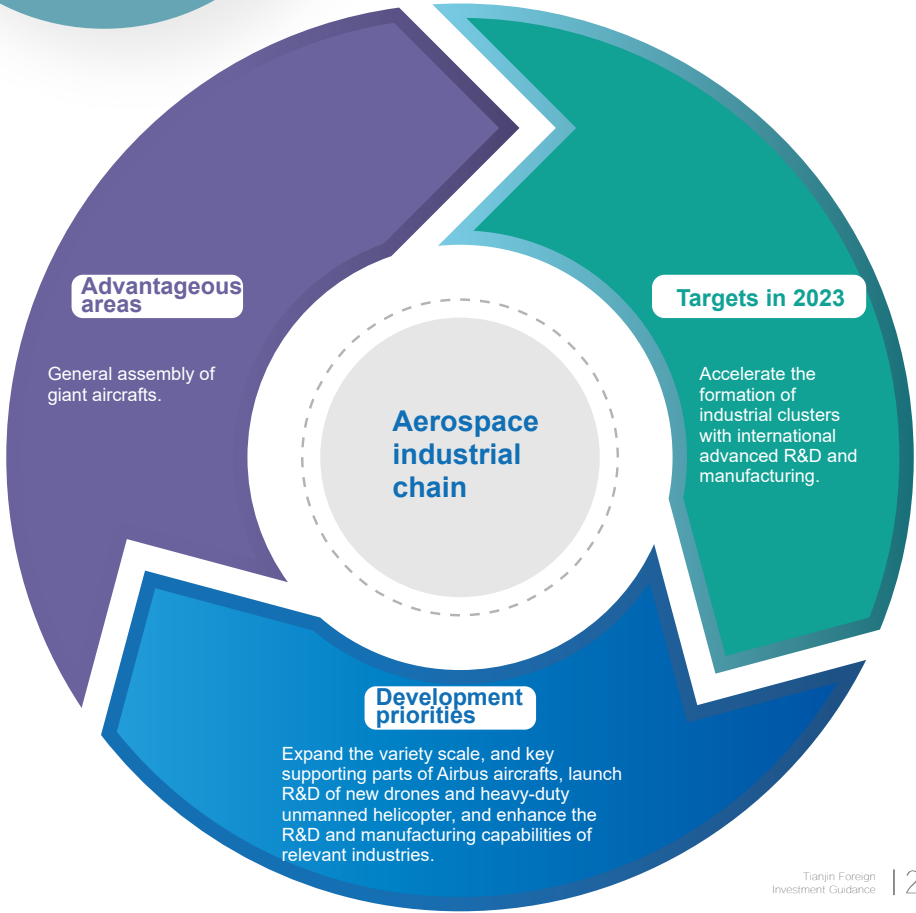 Advantageous
areas
General assembly of
giant aircrafts.
Targets in 2023
Accelerate the
formation of
industrial clusters
with international
advanced R&D and
manufacturing.
Aerospace
industrial
chain
Development
priorities
Expand the variety scale, and key
supporting parts of Airbus aircrafts, launch
R&D of new drones and heavy-duty
unmanned helicopter, and enhance the
R&D and manufacturing capabilities of
relevant industries.
Tianjin Foreign
Investment Guidance